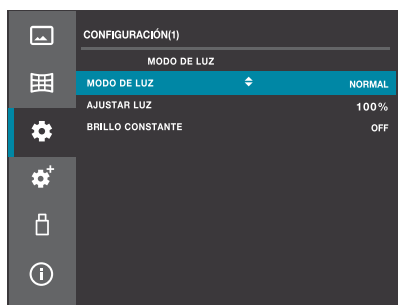 CONFIGURACIÓN(1)
MODO DE LUZ
MODO DE LUZ NORMAL
AJUSTAR LUZ 100%
BRILLO CONSTANTE OFF